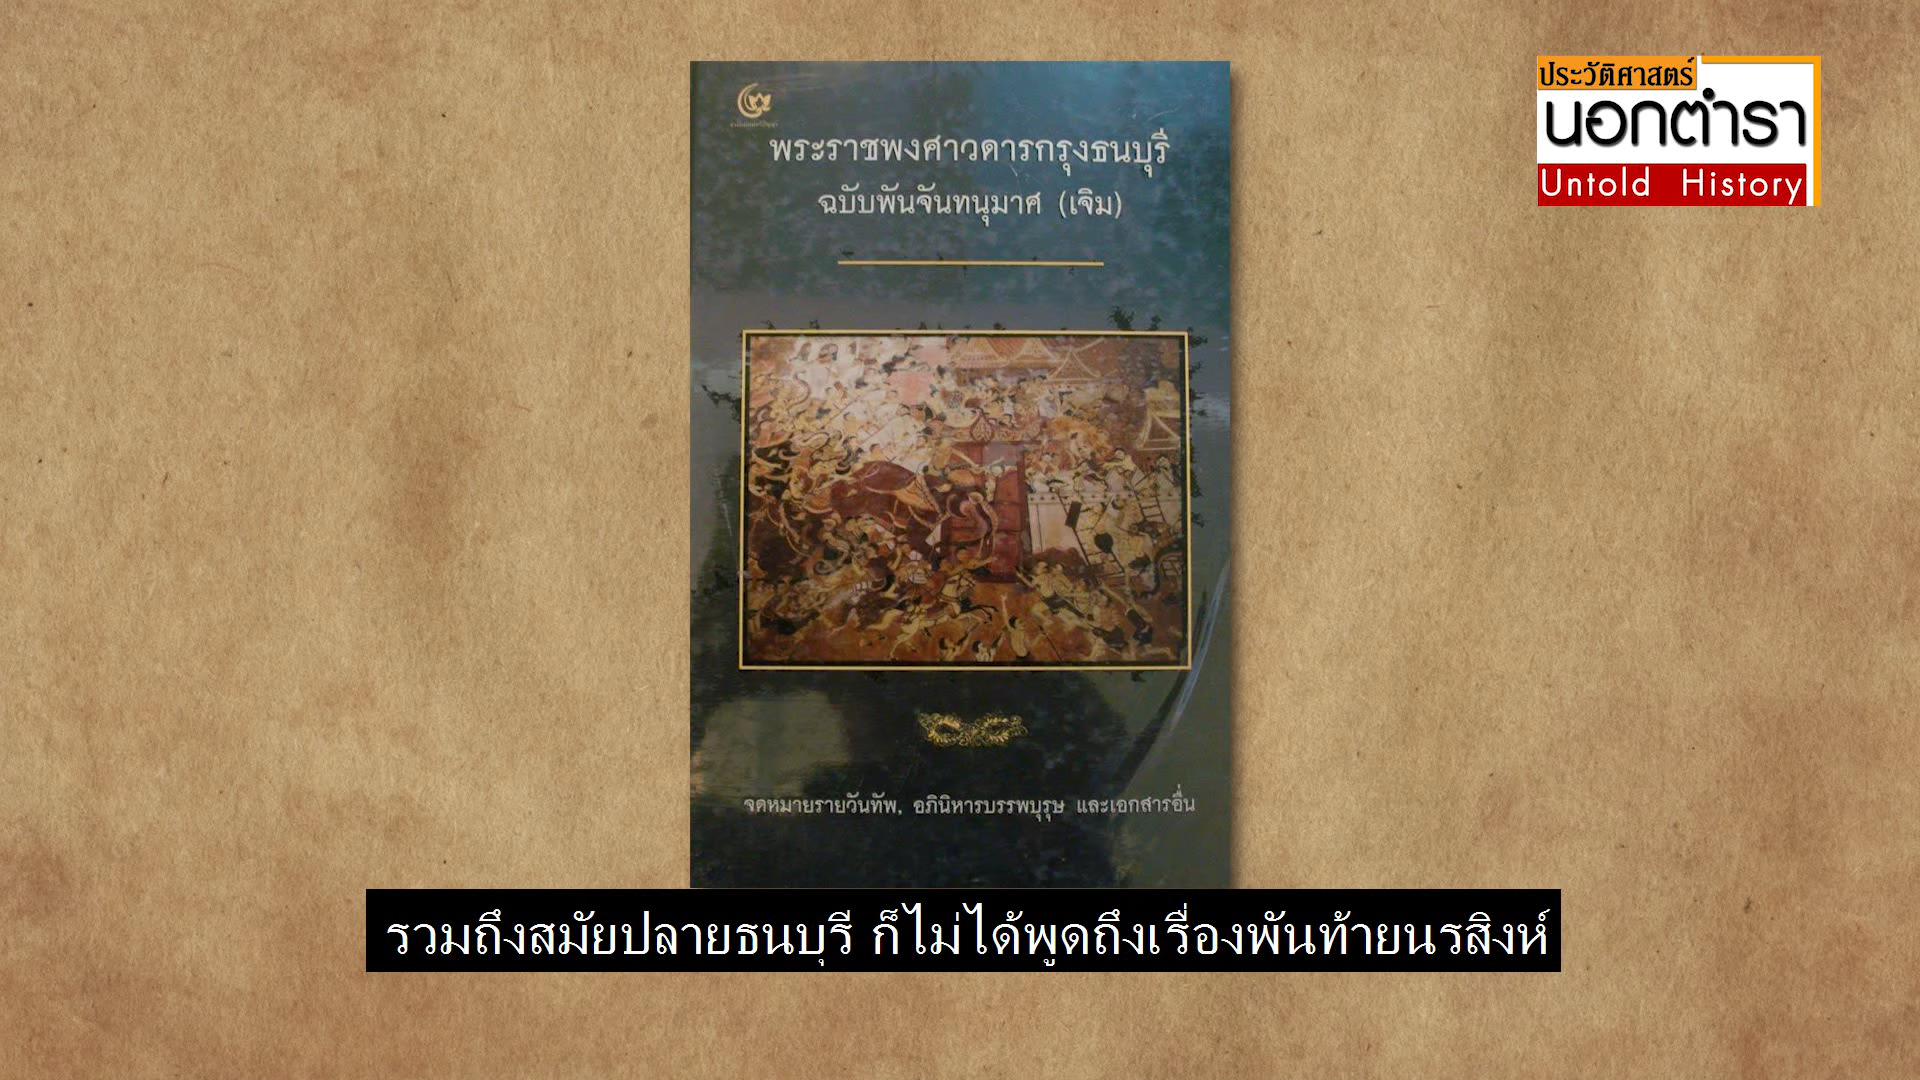 ประวัติศาสตร์
นอกตำรา
Untold History
พระราชพงศาวดารกรุงธนบุรี
ฉบับพันจันทนุมาศ (เจิม)
จดหมายรายวันทัพ, อภินิหารบรรพบุรุษ และเอกสารอื่น
รวมถึงสมัยปลายธนบุรี ก็ไม่ได้พูดถึงเรื่องพันท้ายนรสิงห์